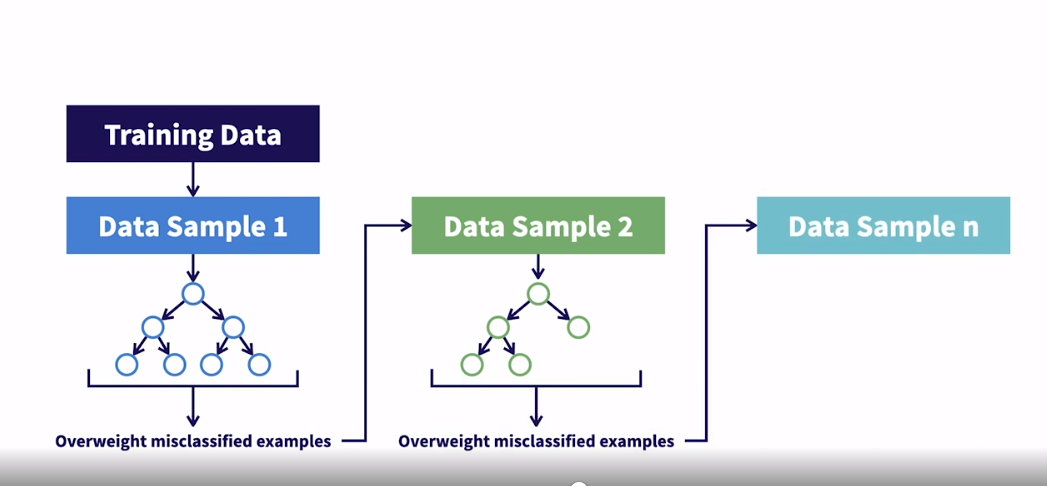 Training Data
Data Sample 1
Data Sample 2
Data Sample n
Overweight misclassified examples
Overweight misclassified examples